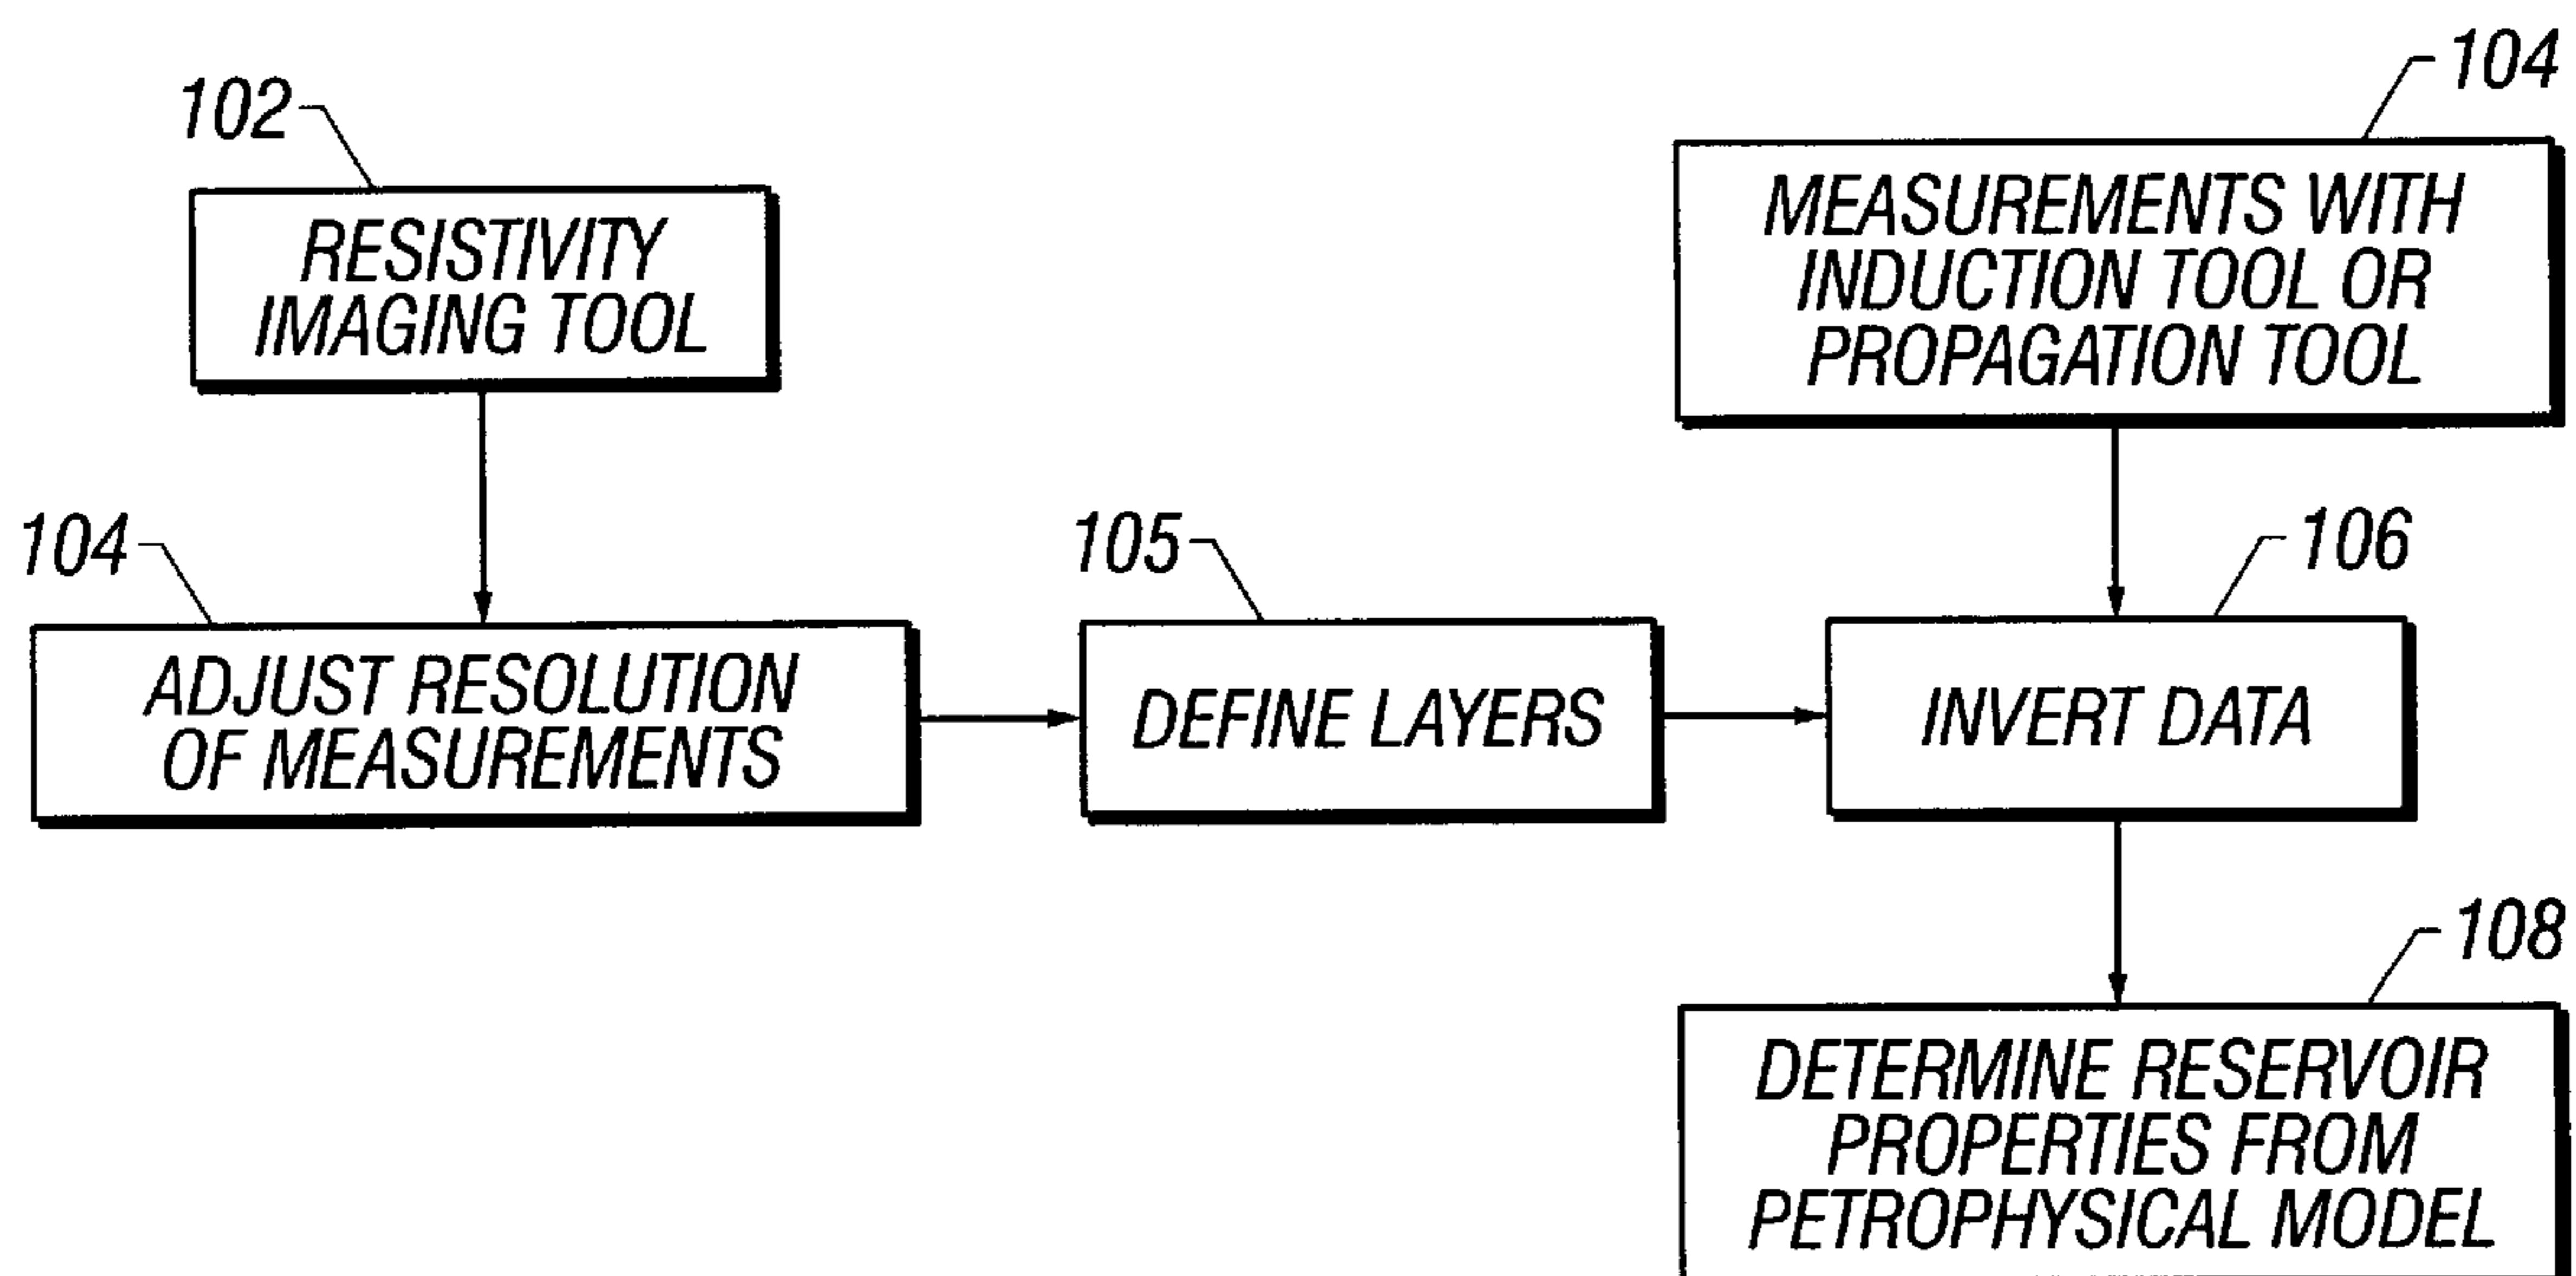 102
RESISTIVITY
IMAGING TOOL
104
MEASUREMENTS WITH
INDUCTION TOOL OR
PROPAGATION TOOL
104
ADJUST RESOLUTION
OF MEASUREMENTS
105
DEFINE LAYERS
106
INVERT DATA
108
DETERMINE RESERVOIR
PROPERTIES FROM
PETROPHYSICAL MODEL